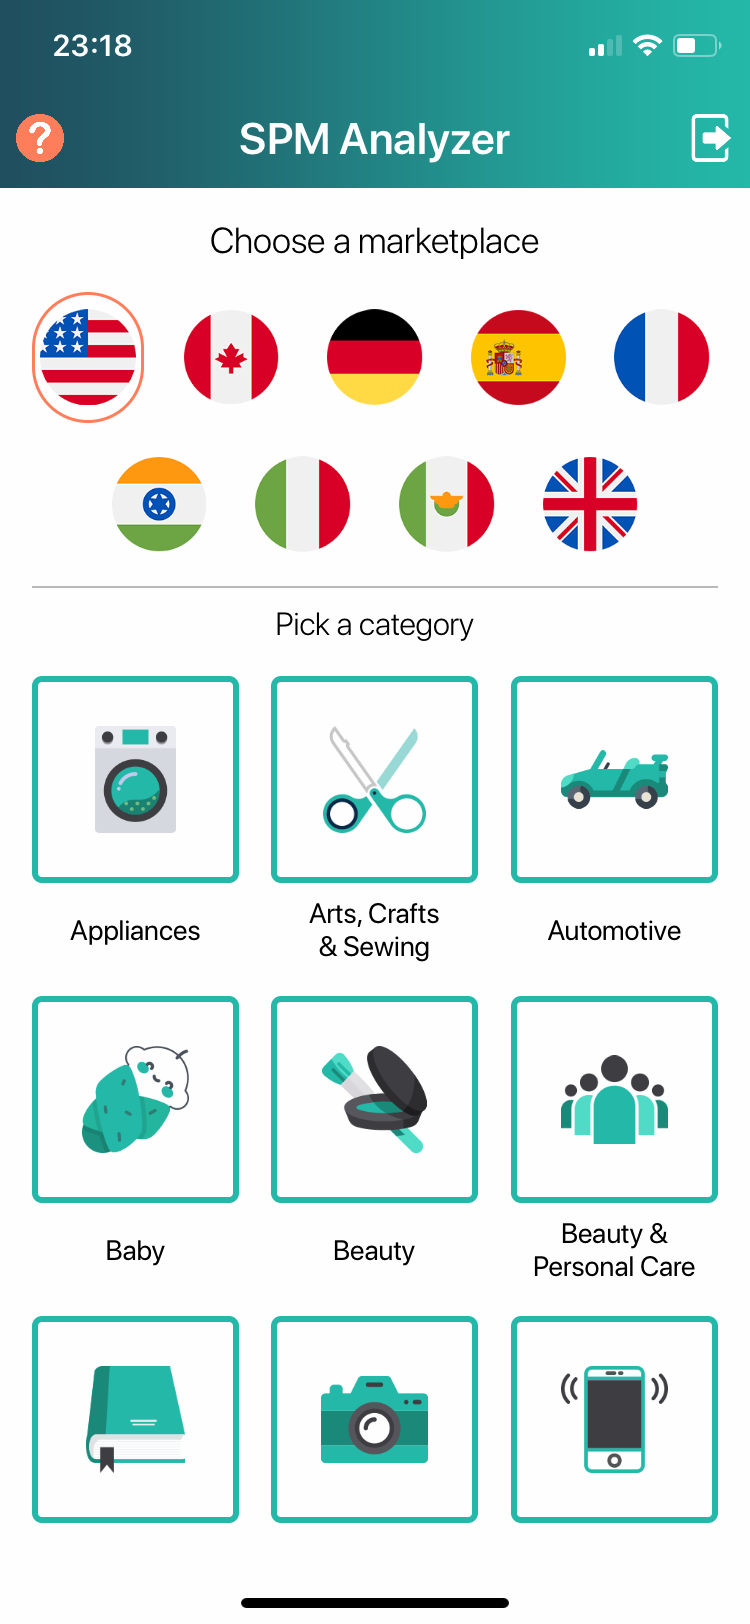 23:18
?
SPM Analyzer
Choose a marketplace
Pick a category
Appliances
Arts, Crafts
& Sewing
Automotive
Baby
Beauty
Beauty &
Personal Care